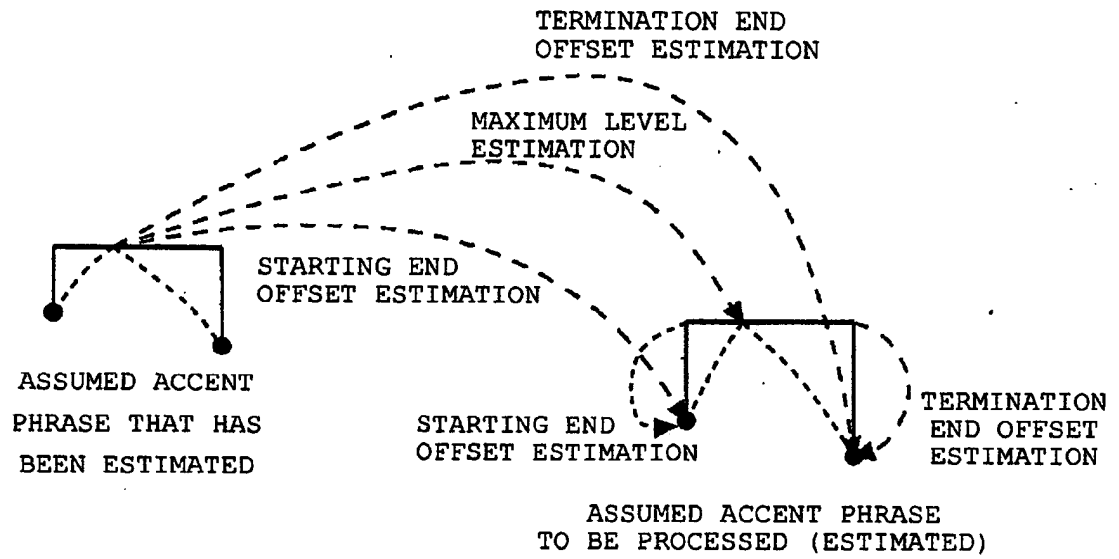 TERMINATION END
OFFSET ESTIMATION
MAXIMUM LEVEL
ESTIMATION
STARTING END
OFFSET ESTIMATION
ASSUMED ACCENT
PHRASE THAT HAS
BEEN ESTIMATED
STARTING END
OFFSET ESTIMATION
TERMINATION
END OFFSET
ESTIMATION
ASSUMED ACCENT PHRASE
TO BE PROCESSED (ESTIMATED)